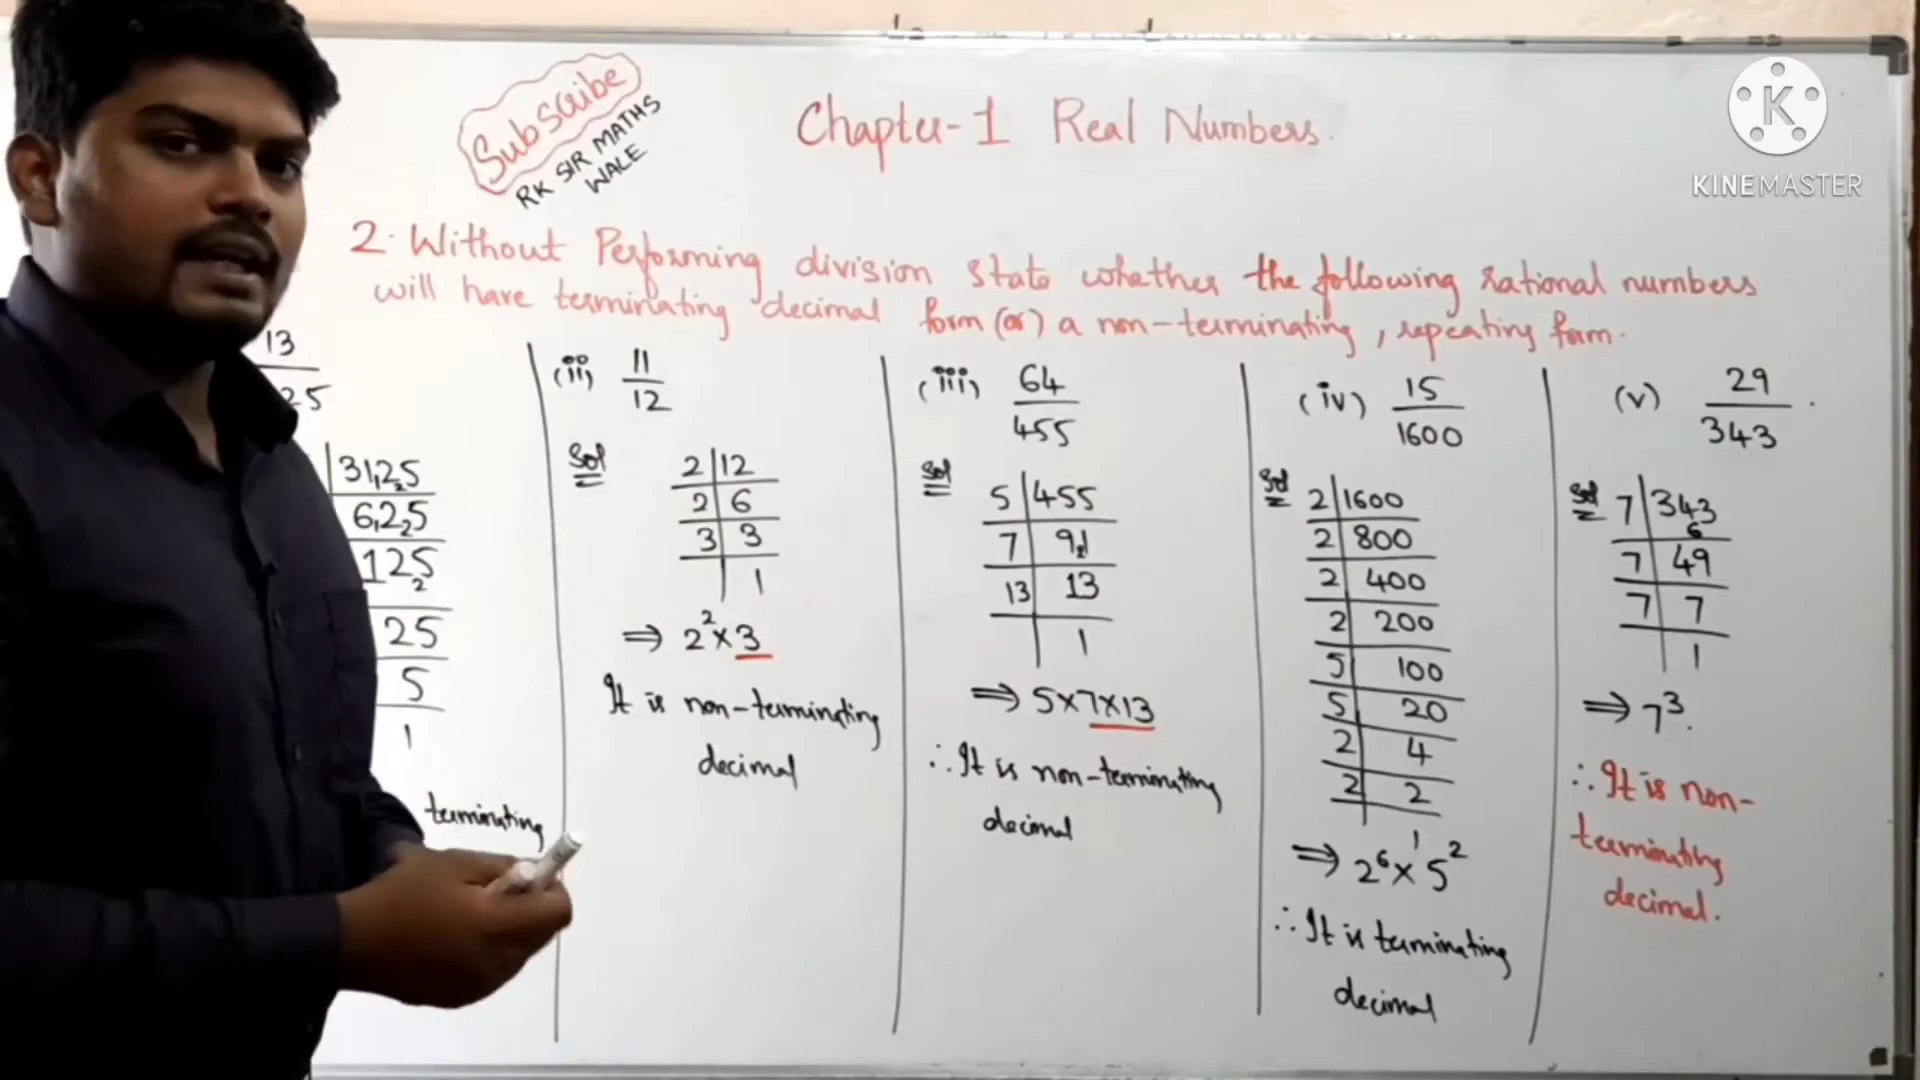 Subscribe
RK SIR MATHS
WALE
Chapter-1 Real Numbers.
KINEMASTER
2. Without Performing division state whether the following rational numbers
will have terminating decimal form (or) a non-terminating, repeating form.
13
25
3125
625
125
25
5
1
terminating
(ii) 11/12
Sol
2 | 12
2 | 6
3 | 3
1
⇒ 2² × 3
It is non-terminating
decimal
(iii) 64/455
Sol
5 | 455
7 | 91
13 | 13
1
⇒ 5×7×13
∴ It is non-terminating
decimal
(iv) 15/1600
Sol
2 | 1600
2 | 800
2 | 400
2 | 200
5 | 100
5 | 20
2 | 4
2 | 2
1
⇒ 2⁶ × 5²
∴ It is terminating
decimal
(v) 29/343
Sol
7 | 343
7 | 49
7 | 7
1
⇒ 7³.
∴ It is non-
terminating
decimal.